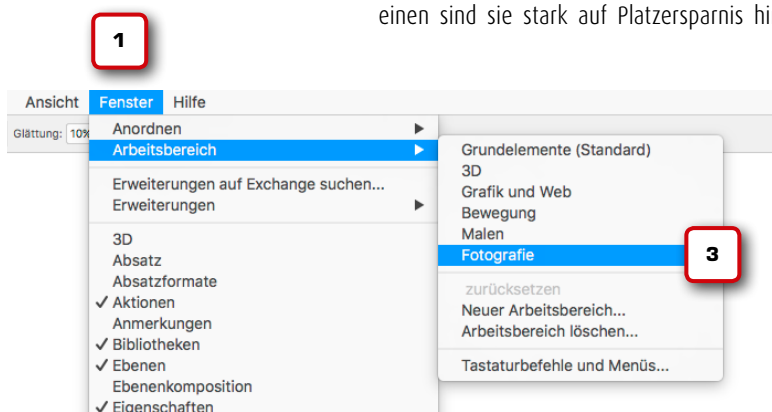 einen sind sie stark auf Platzersparnis
1
Ansicht Fenster Hilfe
Glättung: 10%
Anordnen
Arbeitsbereich
Erweiterungen auf Exchange suchen...
Erweiterungen
3D
Absatz
Absatzformate
✓ Aktionen
Anmerkungen
✓ Bibliotheken
✓ Ebenen
Ebenenkomposition
✓ Eigenschaften
Grundelemente (Standard)
3D
Grafik und Web
Bewegung
Malen
Fotografie
3
zurücksetzen
Neuer Arbeitsbereich...
Arbeitsbereich löschen...
Tastaturbefehle und Menüs...